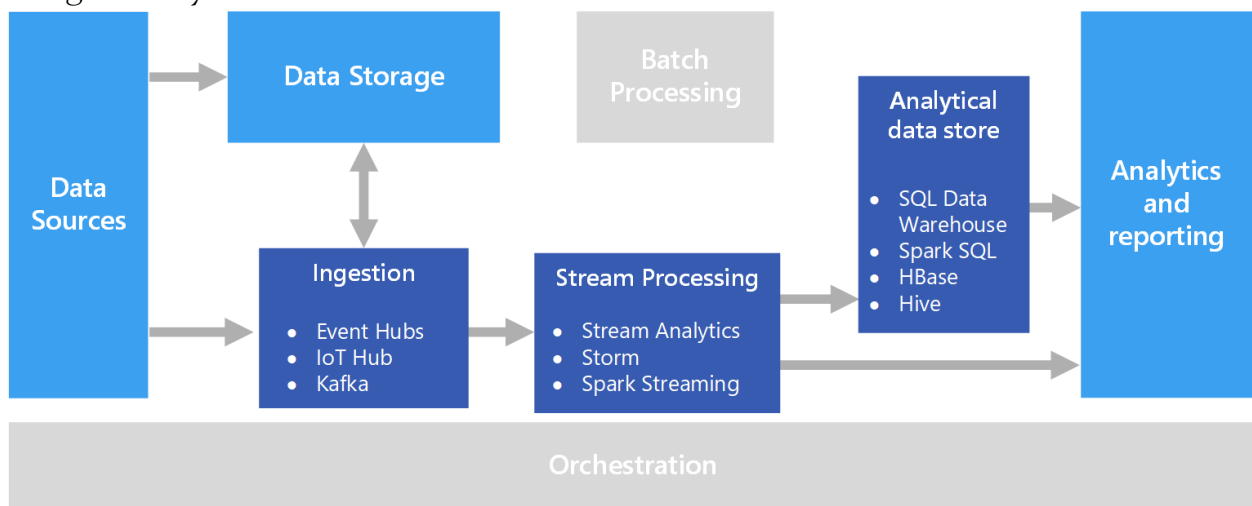 Data
Sources
Data Storage
Batch
Processing
Ingestion
● Event Hubs
● IoT Hub
● Kafka
Stream Processing
● Stream Analytics
● Storm
● Spark Streaming
Analytical
data store
● SQL Data
Warehouse
● Spark SQL
● HBase
● Hive
Analytics
and
reporting
Orchestration